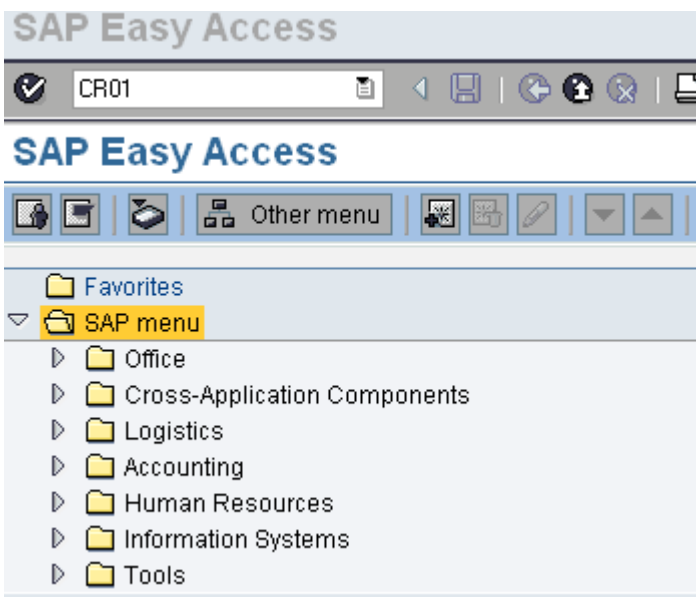 SAP Easy Access
CR01
SAP Easy Access
Other menu
Favorites
SAP menu
Office
Cross-Application Components
Logistics
Accounting
Human Resources
Information Systems
Tools